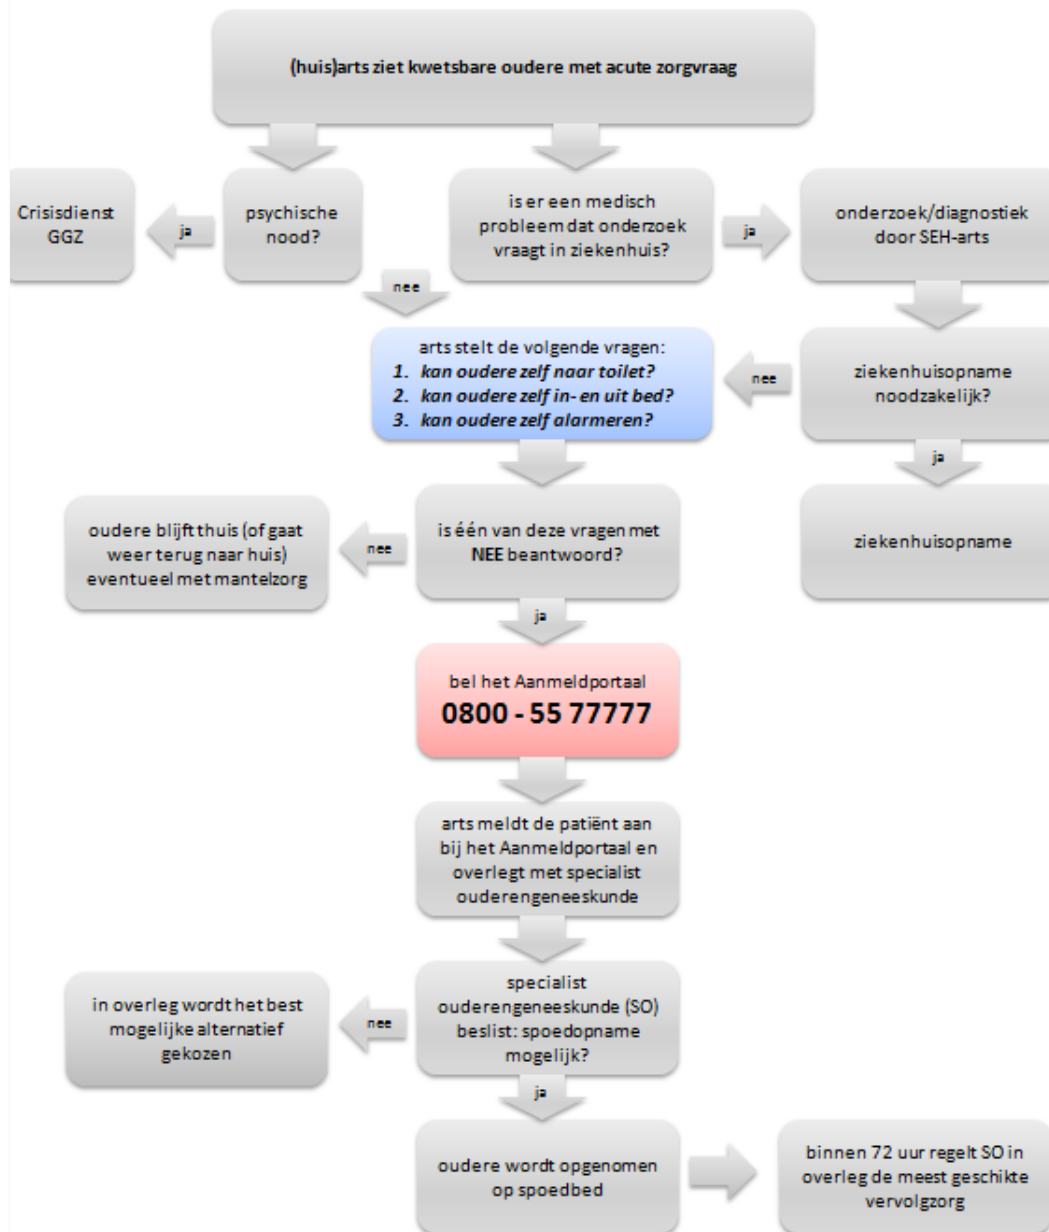 (huis)arts ziet kwetsbare oudere met acute zorgvraag
Crisisdienst
GGZ
ja
psychische
nood?
is er een medisch
probleem dat onderzoek
vraagt in ziekenhuis?
ja
onderzoek/diagnostiek
door SEH-arts
nee
arts stelt de volgende vragen:
1. kan oudere zelf naar toilet?
2. kan oudere zelf in- en uit bed?
3. kan oudere zelf alarmeren?
nee
ziekenhuisopname
noodzakelijk?
ja
ziekenhuisopname
oudere blijft thuis (of gaat
weer terug naar huis)
eventueel met mantelzorg
nee
is één van deze vragen met
NEE beantwoord?
ja
bel het Aanmeldportaal
0800 - 55 77777
arts meldt de patiënt aan
bij het Aanmeldportaal en
overlegt met specialist
ouderengeneeskunde
in overleg wordt het best
mogelijke alternatief
gekozen
nee
specialist
ouderengeneeskunde (SO)
beslist: spoedopname
mogelijk?
ja
oudere wordt opgenomen
op spoedbed
binnen 72 uur regelt SO in
overleg de meest geschikte
vervolgzorg